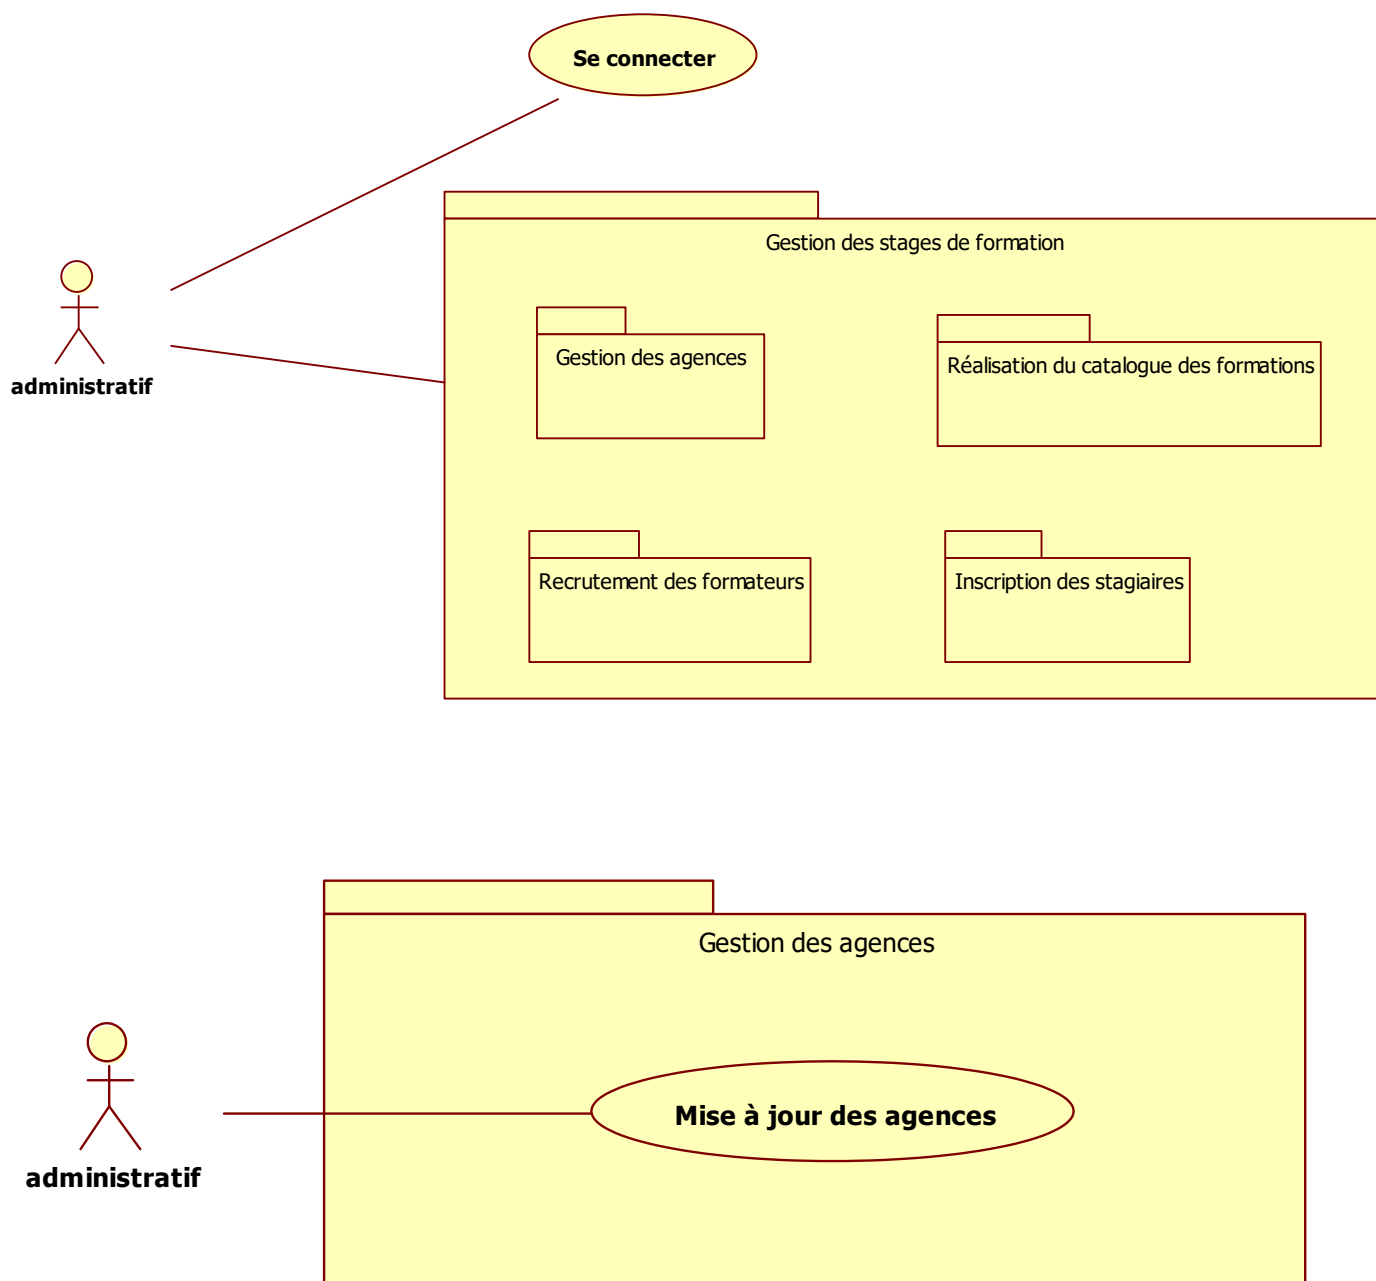 Se connecter
Gestion des stages de formation
Gestion des agences
Réalisation du catalogue des formations
administratif
Recrutement des formateurs
Inscription des stagiaires
Gestion des agences
Mise à jour des agences
administratif